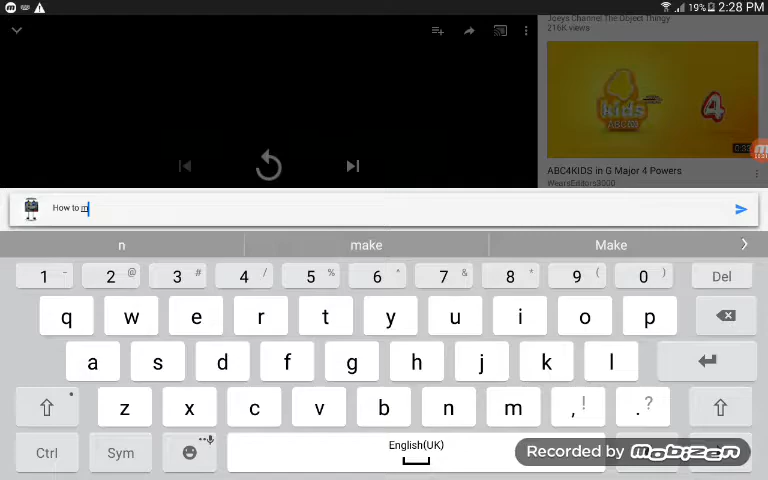 19% 2:28 PM
Joeys Channel The Object Thingy
216K views
kids
ABC
4
0:32
ABC4KIDS in G Major 4 Powers
WearsEditors3000
How to m
n make Make
1 - 2 @ 3 # 4 / 5 % 6 ^ 7 & 8 * 9 ( 0 ) Del
q w e r t y u i o p
a s d f g h j k l
z x c v b n m , ! . ?
Ctrl Sym English(UK)
Recorded by mobizen